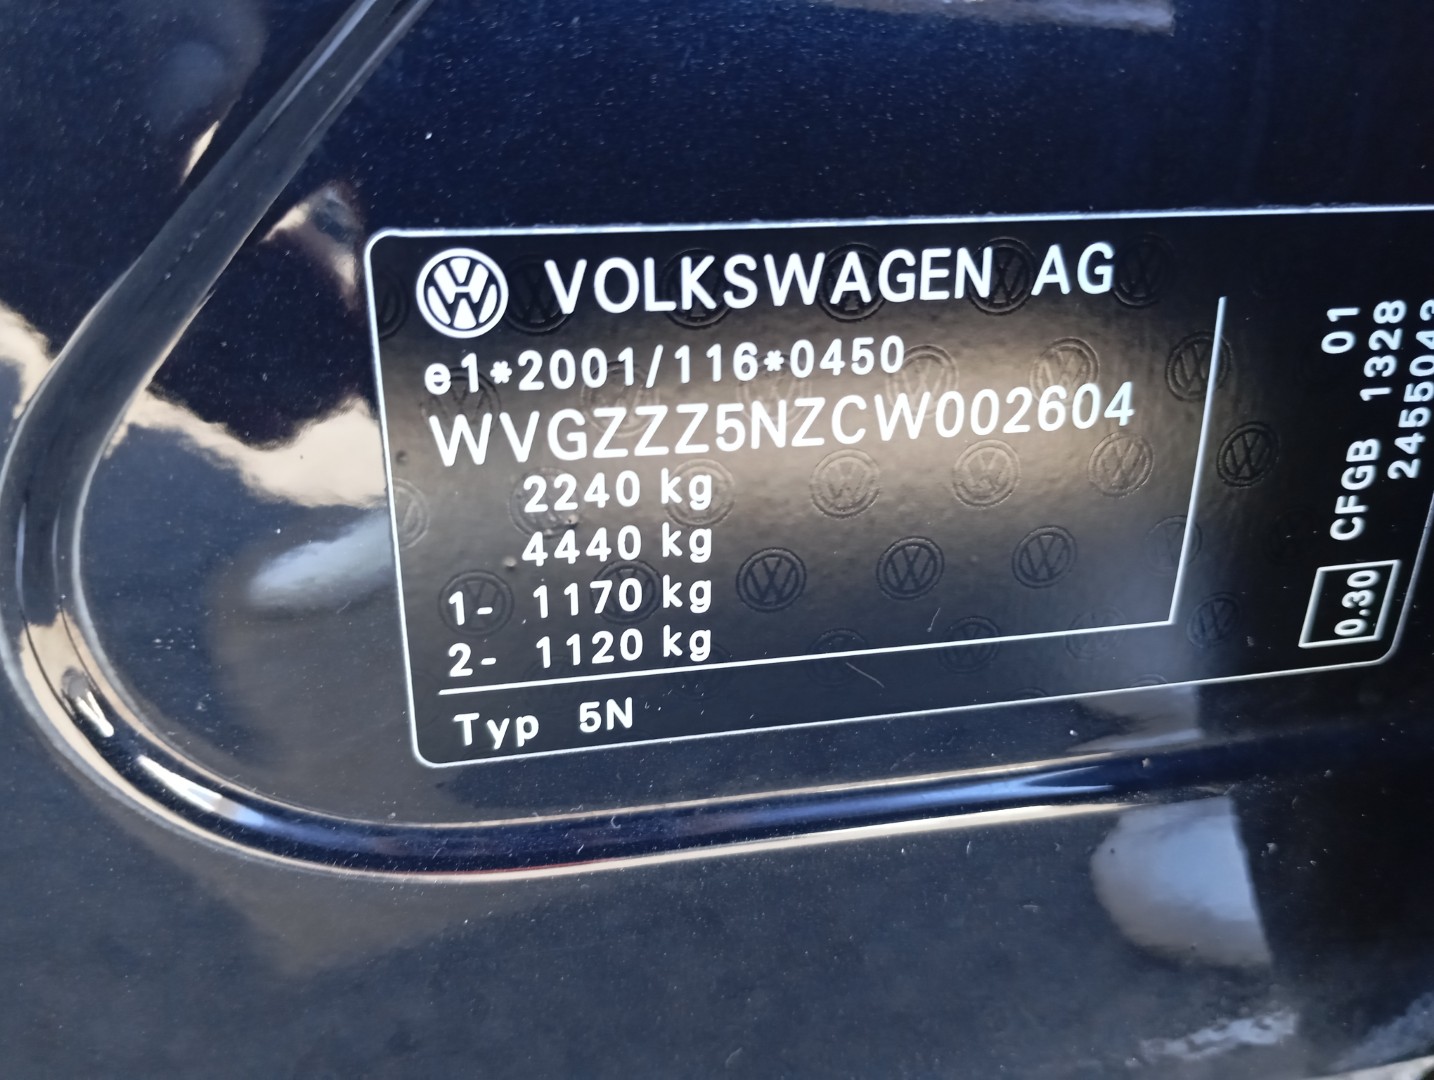 VOLKSWAGEN AG
e1*2001/116*0450
WVGZZZ5NZCW002604
2240 kg
4440 kg
1- 1170 kg
2- 1120 kg
Typ 5N
01
CFGB 1328
0.30